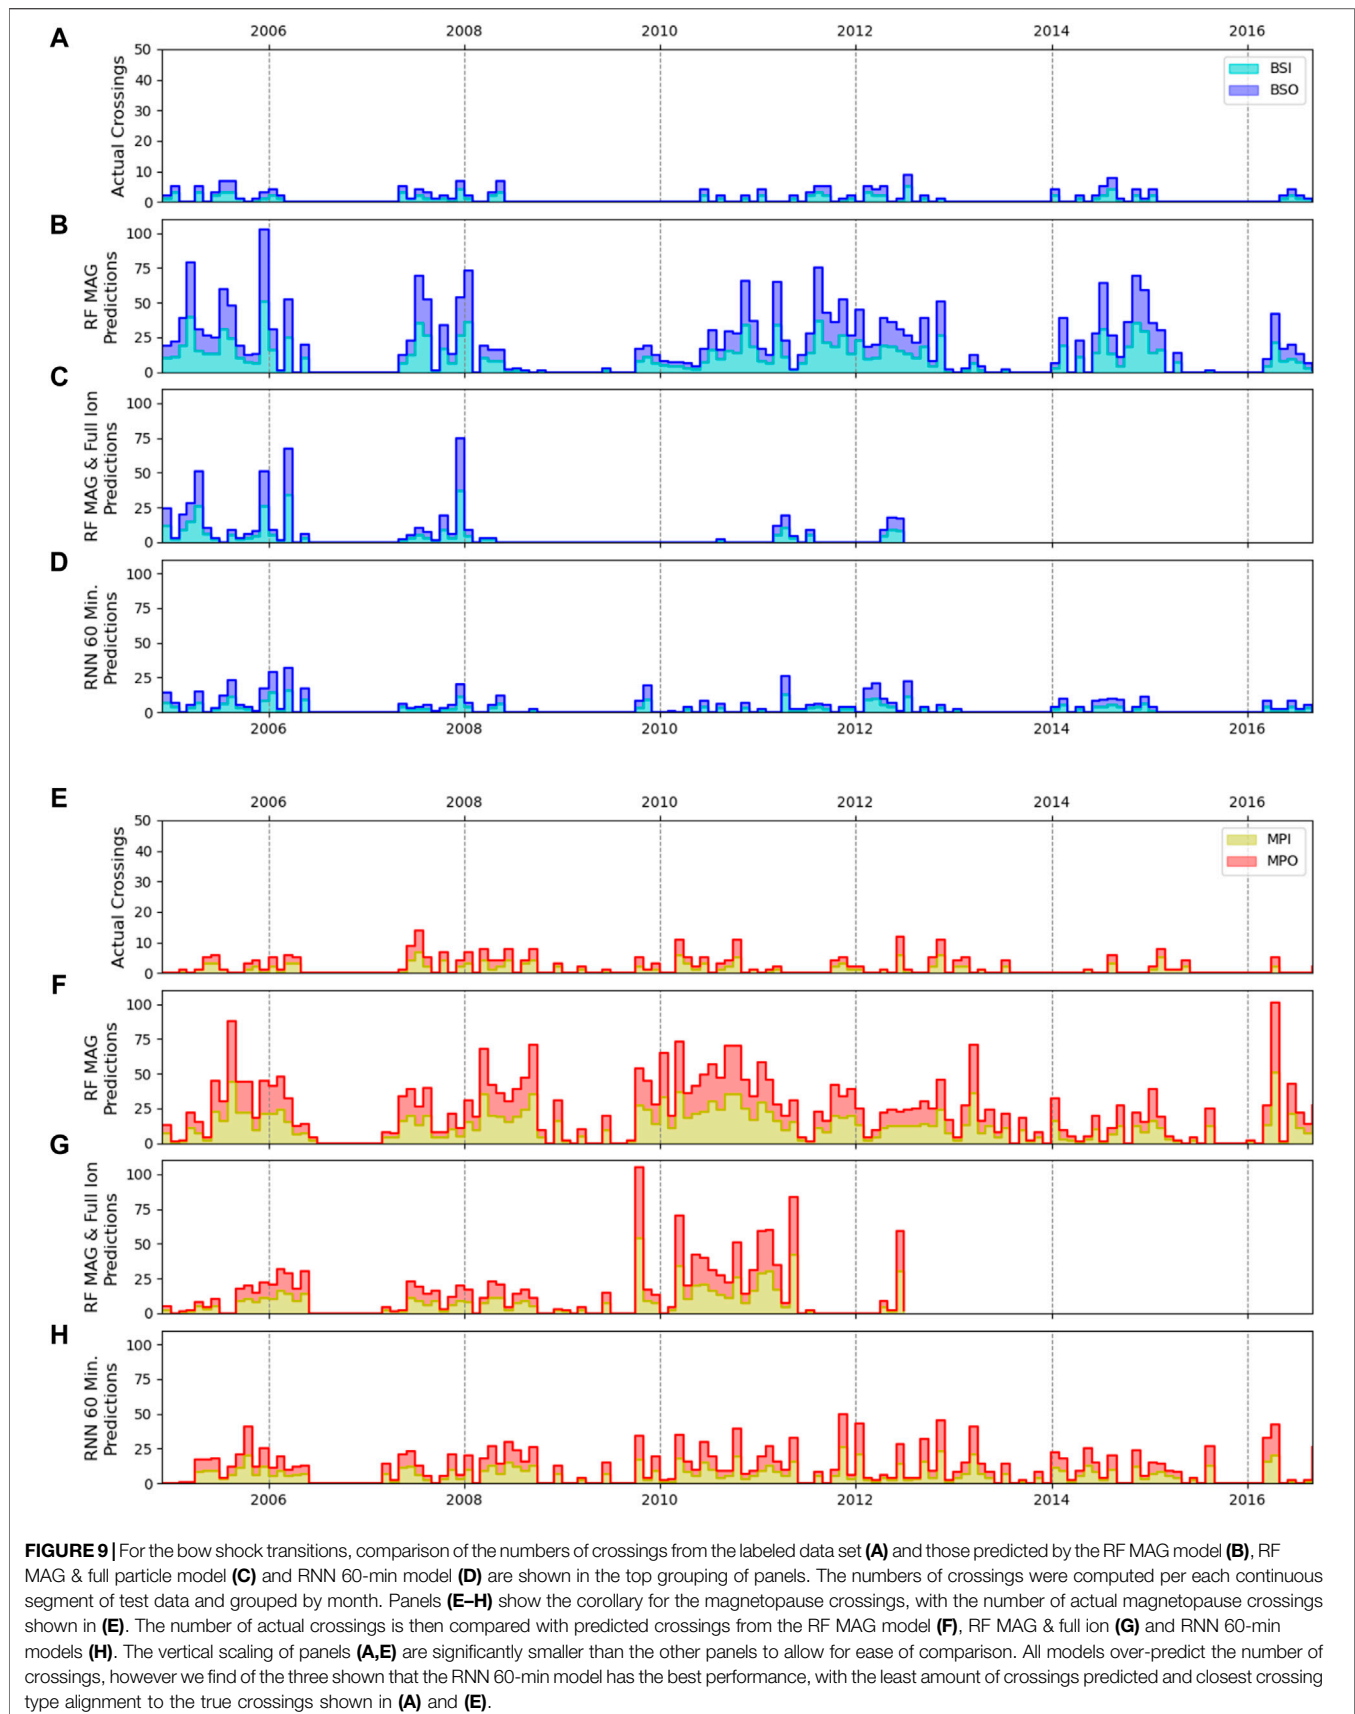 A
2006 2008 2010 2012 2014 2016
50
40
30
20
10
0
Actual Crossings
BSI
BSO
B
100
75
50
25
0
RF MAG
Predictions
C
100
75
50
25
0
RF MAG & Full Ion
Predictions
D
100
75
50
25
0
RNN 60 Min.
Predictions
2006 2008 2010 2012 2014 2016
E
2006 2008 2010 2012 2014 2016
50
40
30
20
10
0
Actual Crossings
MPI
MPO
F
100
75
50
25
0
RF MAG
Predictions
G
100
75
50
25
0
RF MAG & Full Ion
Predictions
H
100
75
50
25
0
RNN 60 Min.
Predictions
2006 2008 2010 2012 2014 2016
FIGURE 9 | For the bow shock transitions, comparison of the numbers of crossings from the labeled data set (A) and those predicted by the RF MAG model (B), RF
MAG & full particle model (C) and RNN 60-min model (D) are shown in the top grouping of panels. The numbers of crossings were computed per each continuous
segment of test data and grouped by month. Panels (E–H) show the corollary for the magnetopause crossings, with the number of actual magnetopause crossings
shown in (E). The number of actual crossings is then compared with predicted crossings from the RF MAG model (F), RF MAG & full ion (G) and RNN 60-min
models (H). The vertical scaling of panels (A,E) are significantly smaller than the other panels to allow for ease of comparison. All models over-predict the number of
crossings, however we find of the three shown that the RNN 60-min model has the best performance, with the least amount of crossings predicted and closest crossing
type alignment to the true crossings shown in (A) and (E).